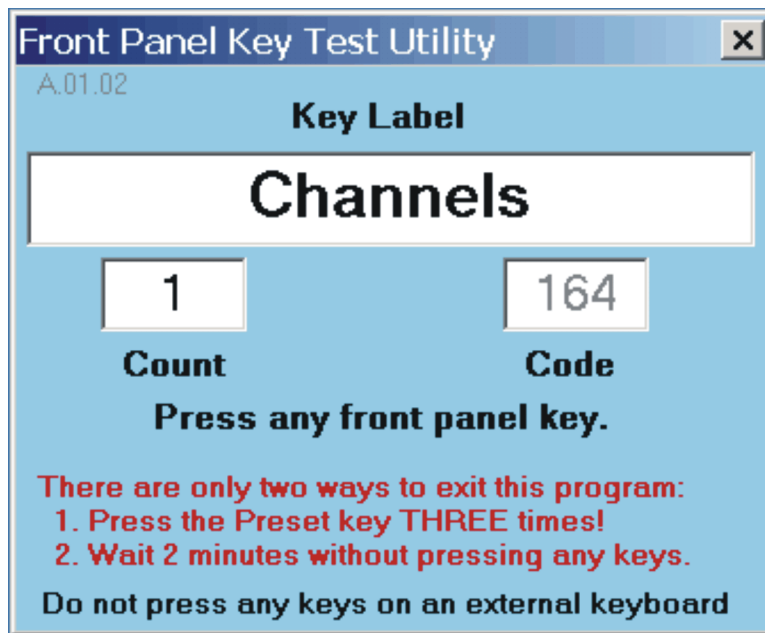 Front Panel Key Test Utility
A.01.02
Key Label
Channels
1 164
Count Code
Press any front panel key.
There are only two ways to exit this program:
1. Press the Preset key THREE times!
2. Wait 2 minutes without pressing any keys.
Do not press any keys on an external keyboard